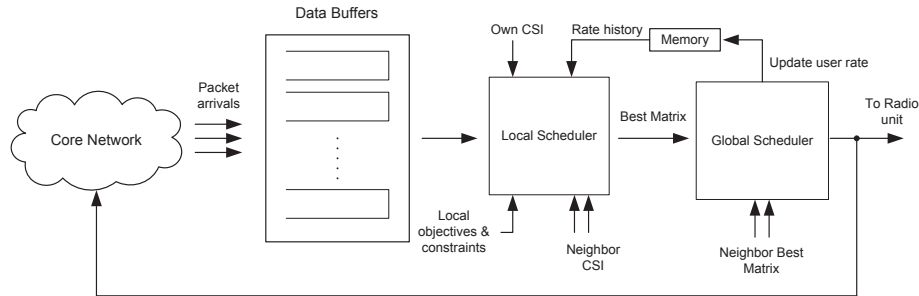 Data Buffers
Own CSI
Rate history
Memory
Update user rate
Packet
arrivals
To Radio
unit
Core Network
Local Scheduler
Best Matrix
Global Scheduler
Local
objectives &
constraints
Neighbor
CSI
Neighbor Best
Matrix